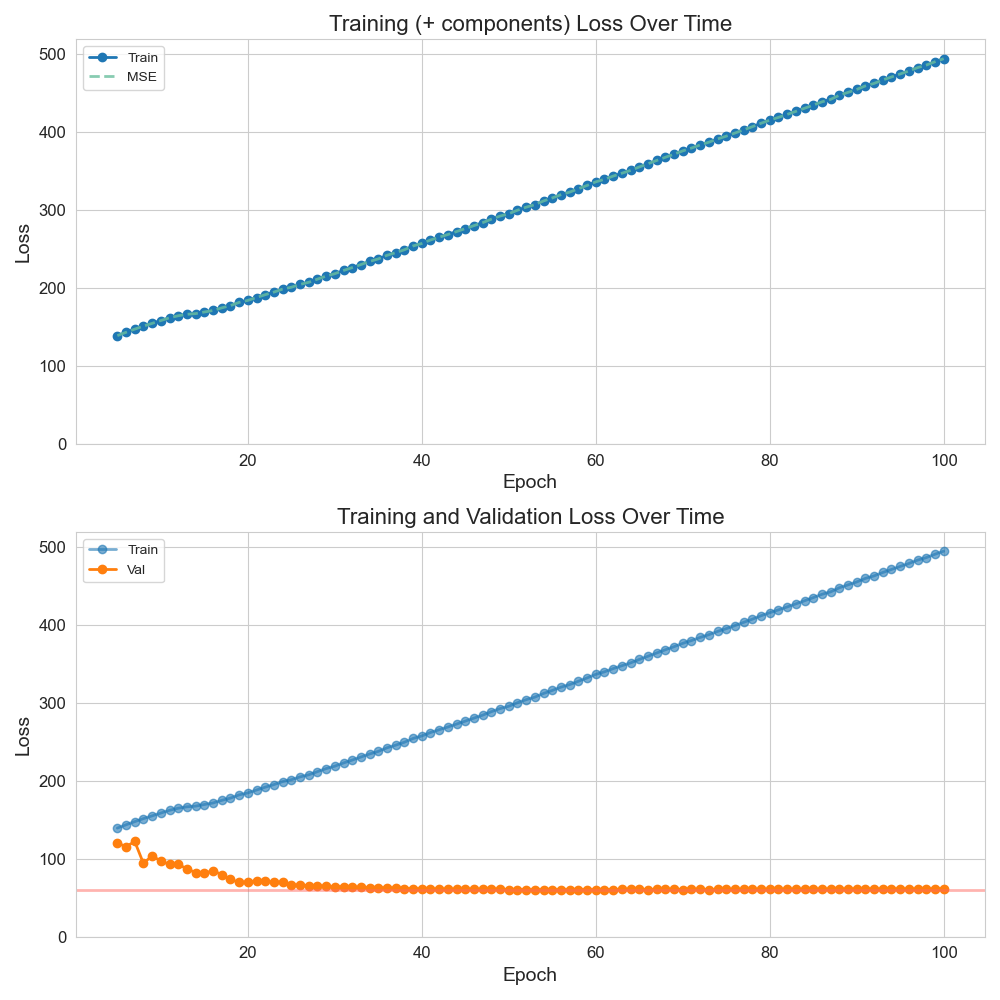 Training (+ components) Loss Over Time
Train
MSE
500
400
300
200
100
0
Loss
20 40 60 80 100
Epoch
Training and Validation Loss Over Time
Train
Val
500
400
300
200
100
0
Loss
20 40 60 80 100
Epoch